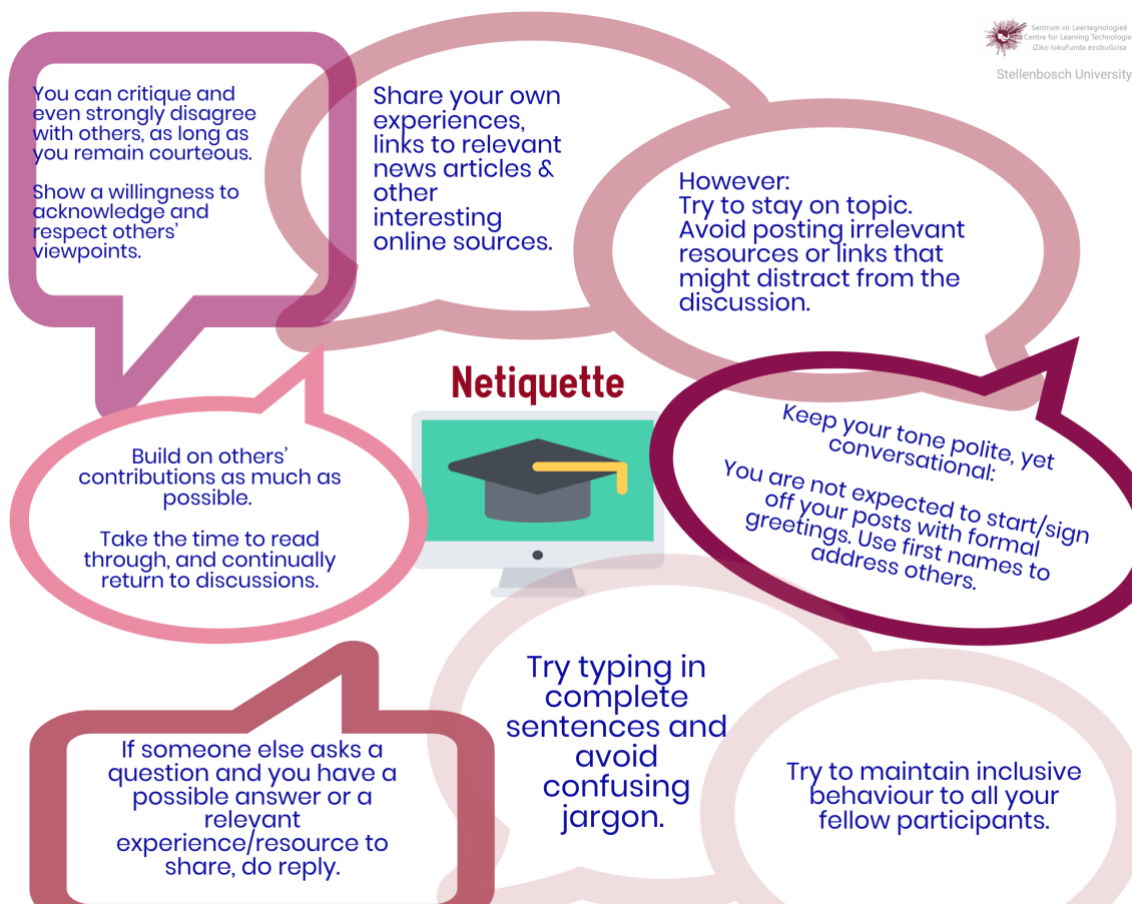 Sentrum vir Leertegnologieë
Centre for Learning Technologie
iZiko lokuFunda ezobuGcisa
Stellenbosch University
You can critique and
even strongly disagree
with others, as long as
you remain courteous.
Show a willingness to
acknowledge and
respect others'
viewpoints.
Share your own
experiences,
links to relevant
news articles &
other
interesting
online sources.
However:
Try to stay on topic.
Avoid posting irrelevant
resources or links that
might distract from the
discussion.
Netiquette
Build on others'
contributions as much as
possible.
Take the time to read
through, and continually
return to discussions.
Keep your tone polite, yet
conversational:
You are not expected to start/sign
off your posts with formal
greetings. Use first names to
address others.
If someone else asks a
question and you have a
possible answer or a
relevant
experience/resource to
share, do reply.
Try typing in
complete
sentences and
avoid
confusing
jargon.
Try to maintain inclusive
behaviour to all your
fellow participants.